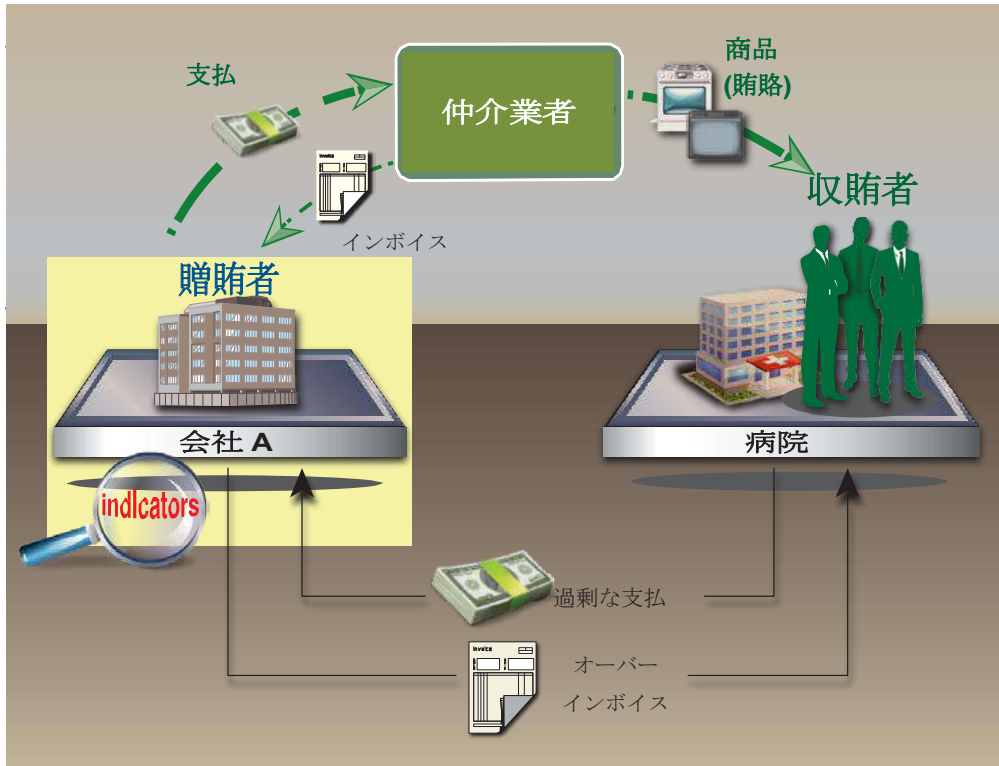 支払
仲介業者
商品
(賄賂)
収賄者
Invoice
インボイス
贈賄者
会社 A
病院
indIcators
過剰な支払
Invoice
オーバー
インボイス